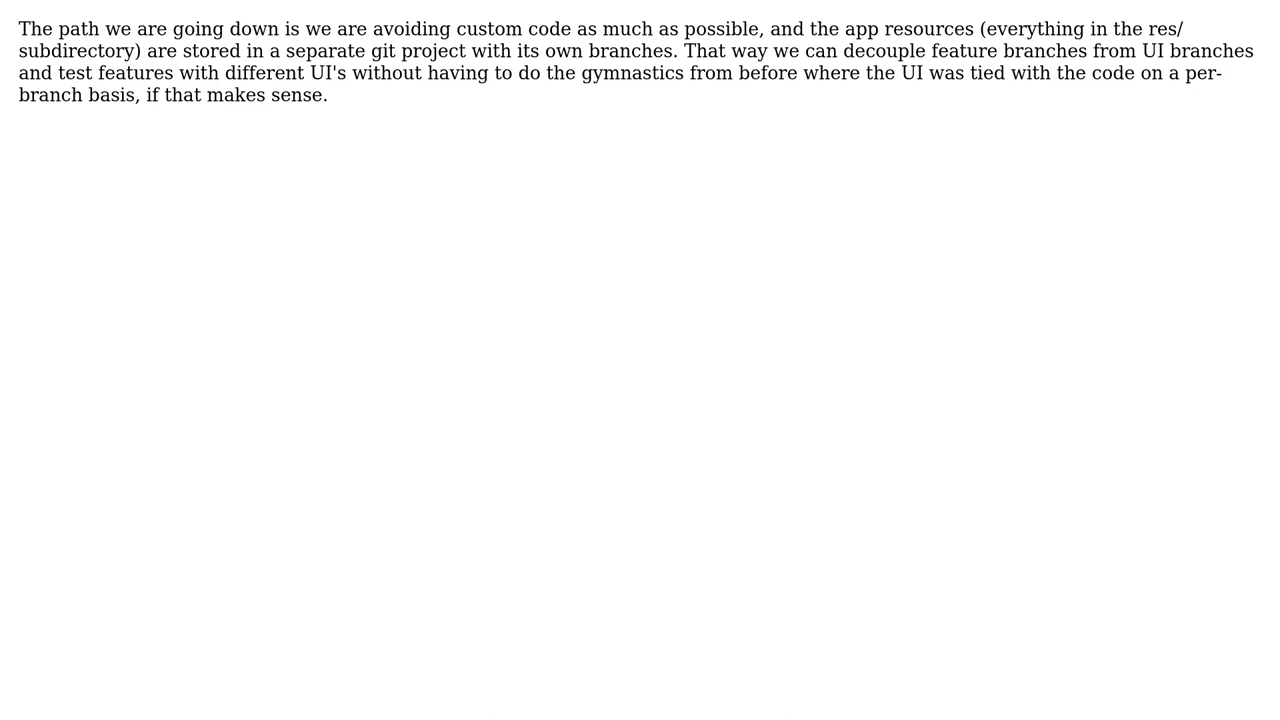 The path we are going down is we are avoiding custom code as much as possible, and the app resources (everything in the res/
subdirectory) are stored in a separate git project with its own branches. That way we can decouple feature branches from UI branches
and test features with different UI's without having to do the gymnastics from before where the UI was tied with the code on a per-
branch basis, if that makes sense.